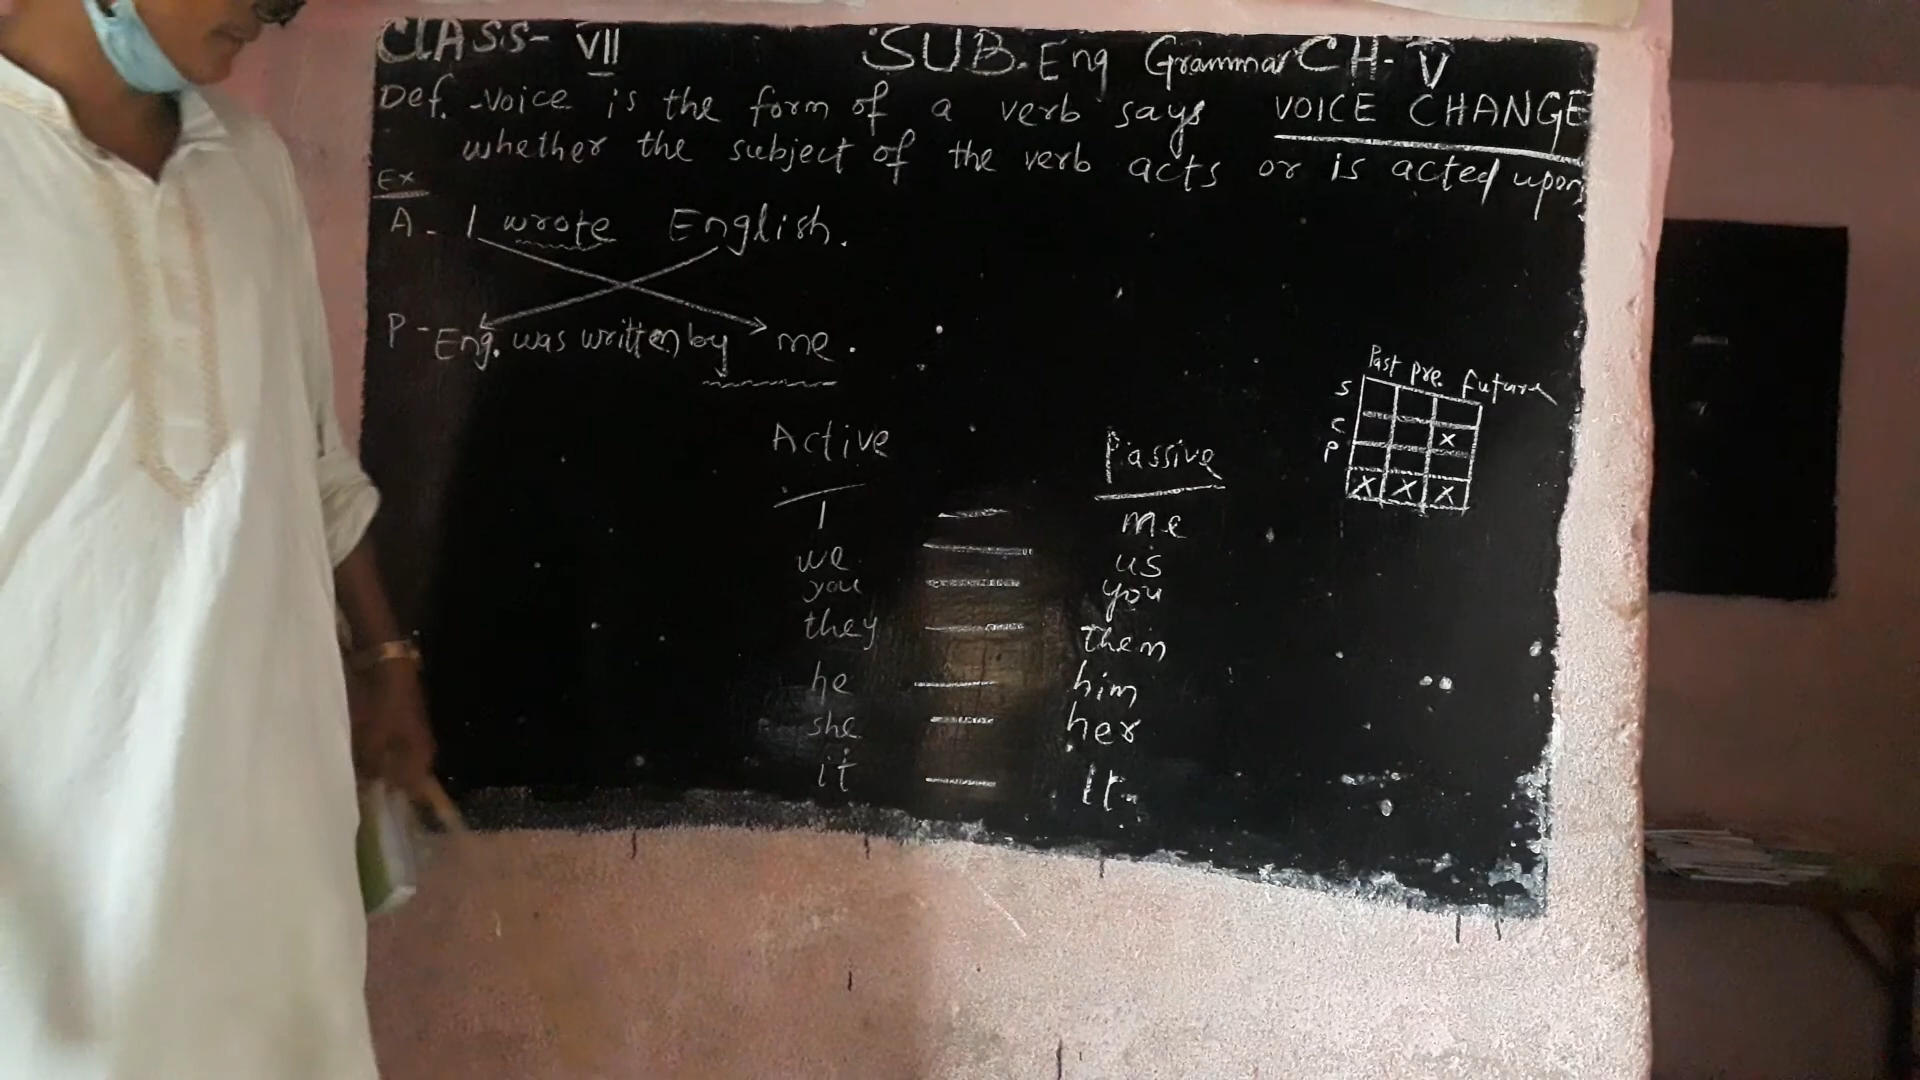 CLASS- VII SUB. Eng Grammar CH- V
Def. -Voice is the form of a verb says VOICE CHANGE
whether the subject of the verb acts or is acted upon.
Ex
A - I wrote English.
P - Eng. was written by me.
Past pre. future
S
C X
P
X X X
Active Passive
I — me
we — us
you — you
they — them
he — him
she — her
it — It.